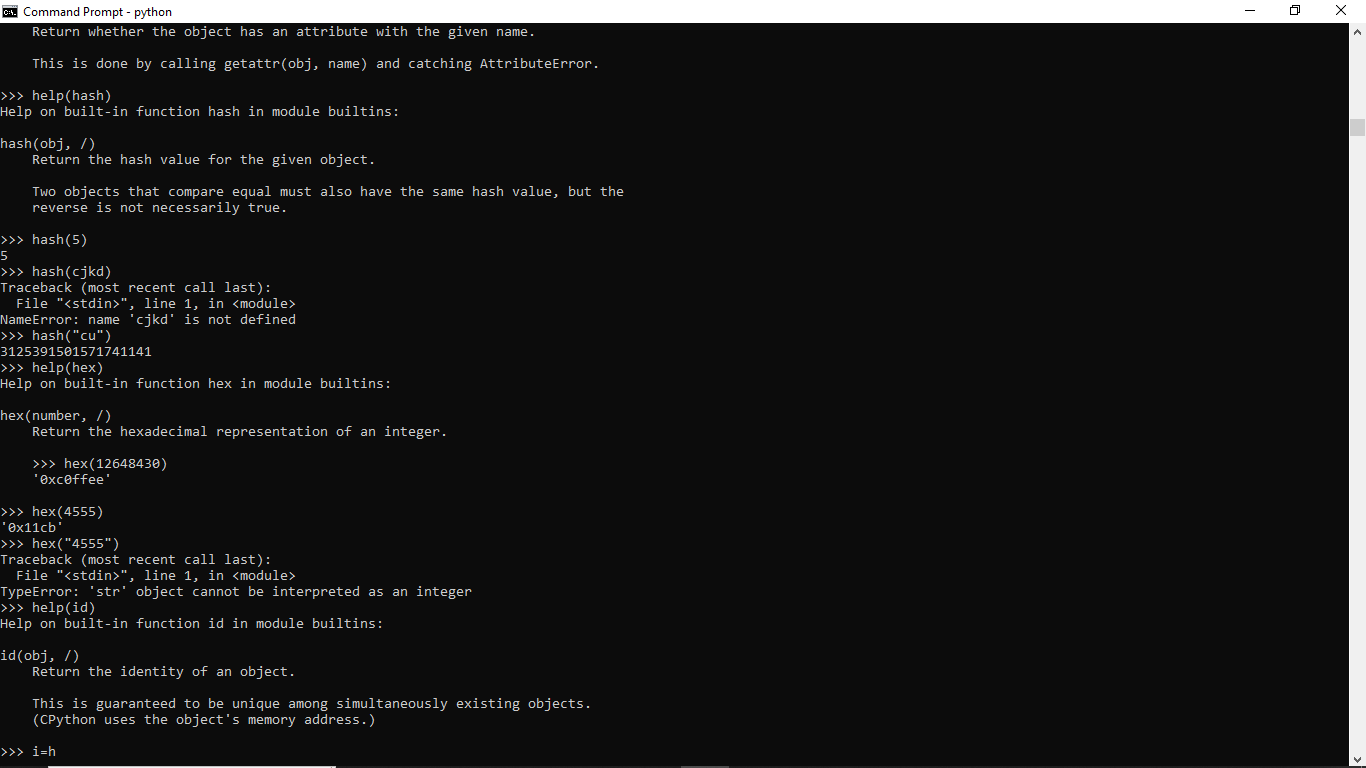 Command Prompt - python
    Return whether the object has an attribute with the given name.
    This is done by calling getattr(obj, name) and catching AttributeError.
>>> help(hash)
Help on built-in function hash in module builtins:
hash(obj, /)
    Return the hash value for the given object.
    Two objects that compare equal must also have the same hash value, but the
    reverse is not necessarily true.
>>> hash(5)
5
>>> hash(cjkd)
Traceback (most recent call last):
  File "<stdin>", line 1, in <module>
NameError: name 'cjkd' is not defined
>>> hash("cu")
3125391501571741141
>>> help(hex)
Help on built-in function hex in module builtins:
hex(number, /)
    Return the hexadecimal representation of an integer.
    >>> hex(12648430)
    '0xc0ffee'
>>> hex(4555)
'0x11cb'
>>> hex("4555")
Traceback (most recent call last):
  File "<stdin>", line 1, in <module>
TypeError: 'str' object cannot be interpreted as an integer
>>> help(id)
Help on built-in function id in module builtins:
id(obj, /)
    Return the identity of an object.
    This is guaranteed to be unique among simultaneously existing objects.
    (CPython uses the object's memory address.)
>>> i=h